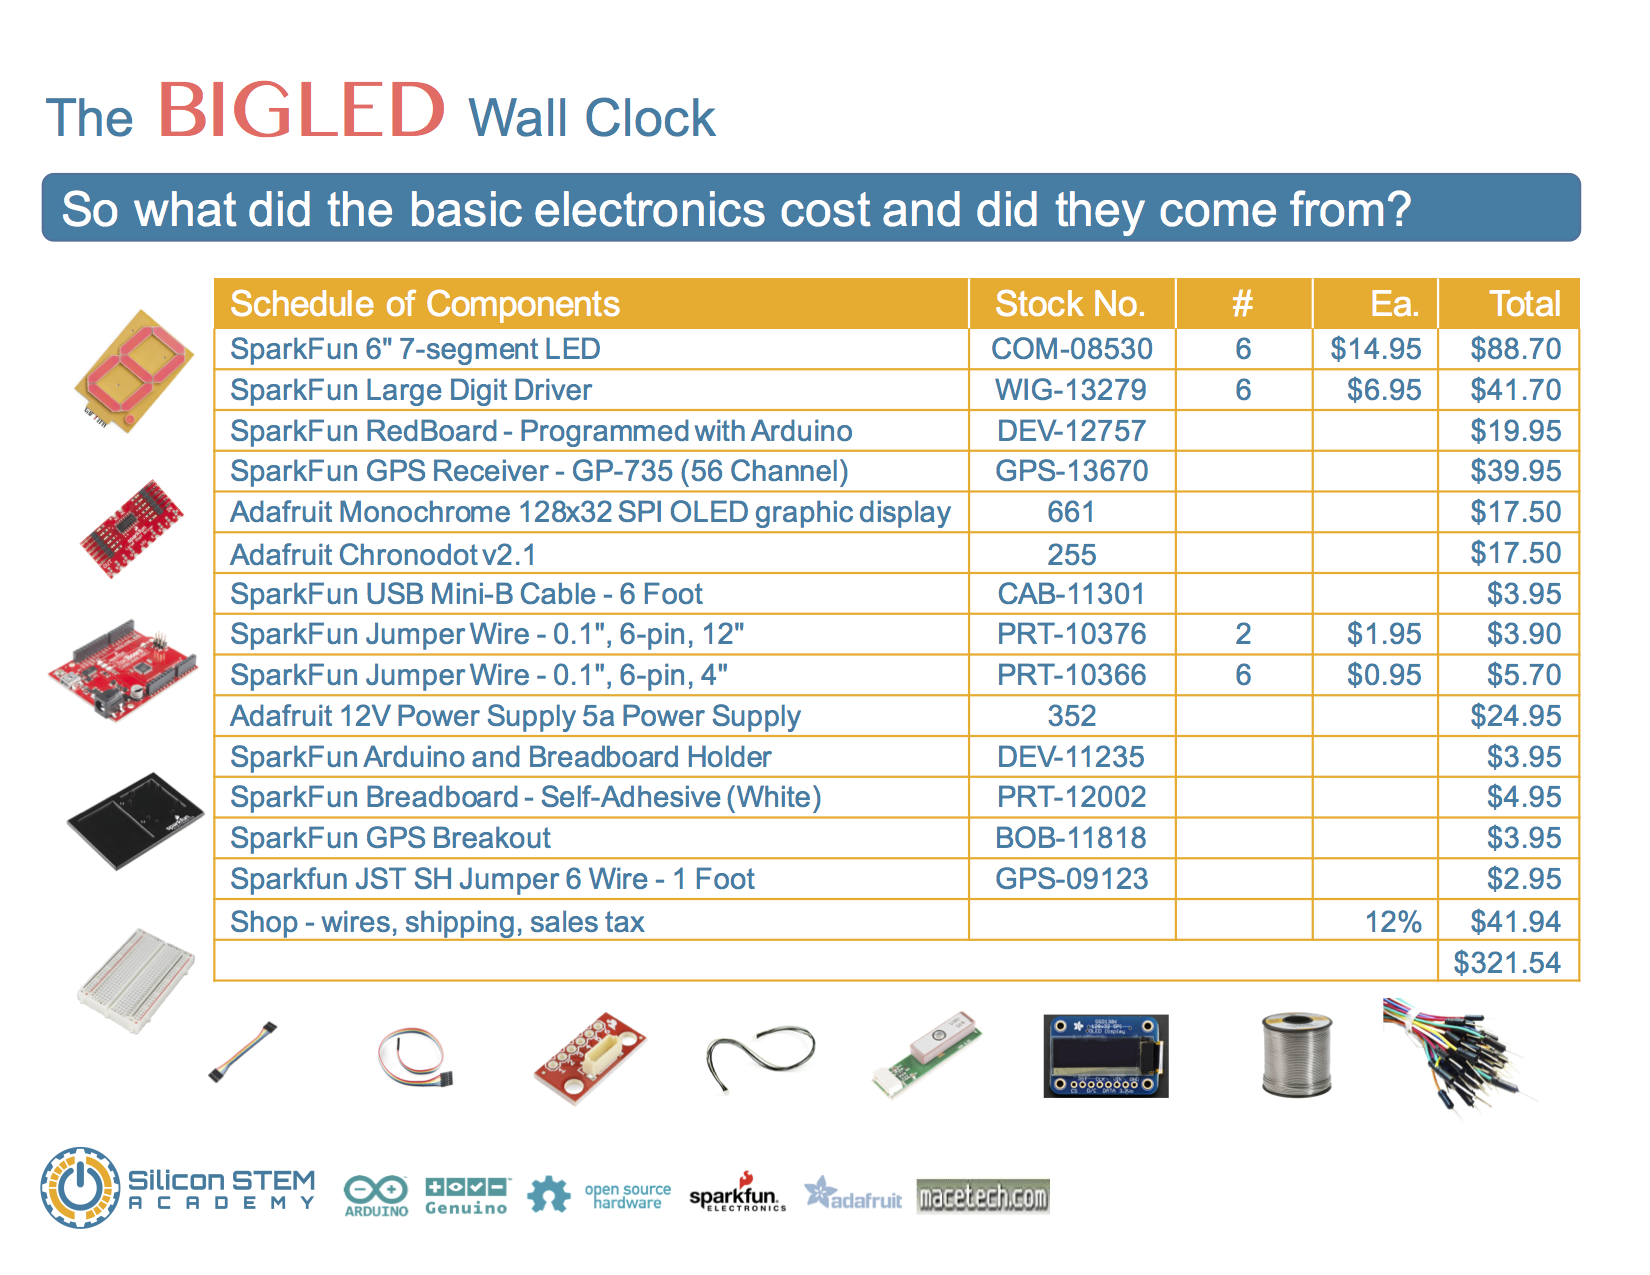 The BIGLED Wall Clock
So what did the basic electronics cost and did they come from?
Schedule of Components Stock No. # Ea. Total
SparkFun 6" 7-segment LED COM-08530 6 $14.95 $88.70
SparkFun Large Digit Driver WIG-13279 6 $6.95 $41.70
SparkFun RedBoard - Programmed with Arduino DEV-12757 $19.95
SparkFun GPS Receiver - GP-735 (56 Channel) GPS-13670 $39.95
Adafruit Monochrome 128x32 SPI OLED graphic display 661 $17.50
Adafruit Chronodot v2.1 255 $17.50
SparkFun USB Mini-B Cable - 6 Foot CAB-11301 $3.95
SparkFun Jumper Wire - 0.1", 6-pin, 12" PRT-10376 2 $1.95 $3.90
SparkFun Jumper Wire - 0.1", 6-pin, 4" PRT-10366 6 $0.95 $5.70
Adafruit 12V Power Supply 5a Power Supply 352 $24.95
SparkFun Arduino and Breadboard Holder DEV-11235 $3.95
SparkFun Breadboard - Self-Adhesive (White) PRT-12002 $4.95
SparkFun GPS Breakout BOB-11818 $3.95
Sparkfun JST SH Jumper 6 Wire - 1 Foot GPS-09123 $2.95
Shop - wires, shipping, sales tax 12% $41.94
$321.54
sparkfun
OLED Display
Silicon STEM
ACADEMY
ARDUINO
Genuino
open source
hardware
sparkfun.
ELECTRONICS
adafruit
macetech.com